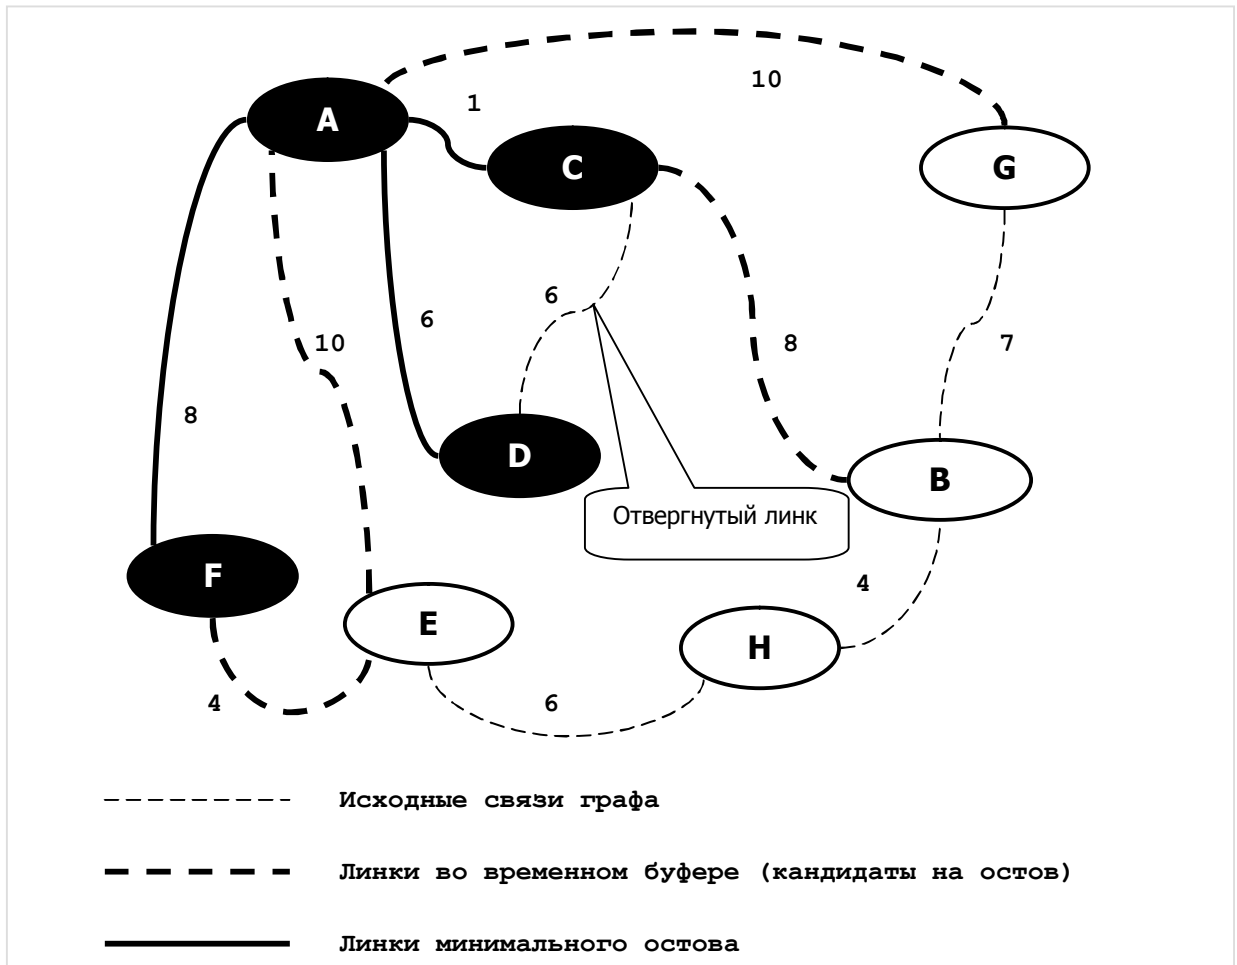 10
1
A
C
G
6
6
10
8
7
8
D
B
Отвергнутый линк
F
4
E
H
4
6
Исходные связи графа
Линки во временном буфере (кандидаты на остов)
Линки минимального остова